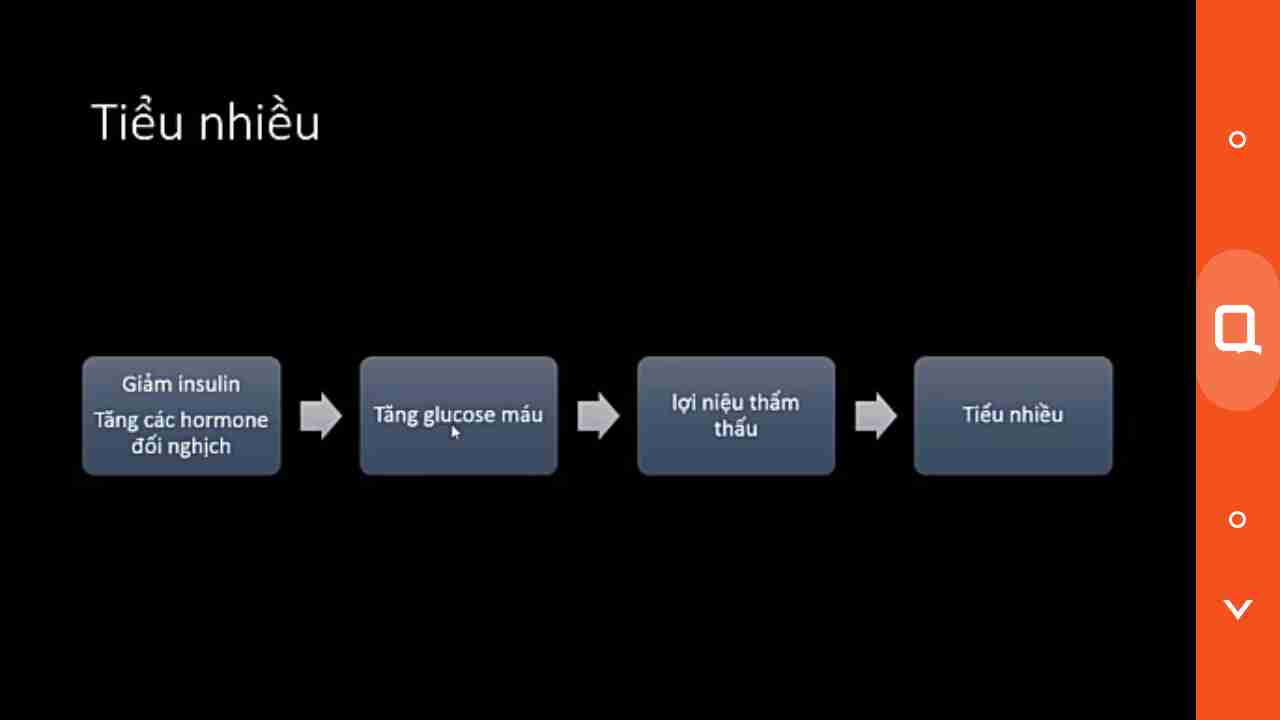 Tiểu nhiều
Giảm insulin
Tăng các hormone
đối nghịch
Tăng glucose máu
lợi niệu thẩm
thấu
Tiểu nhiều